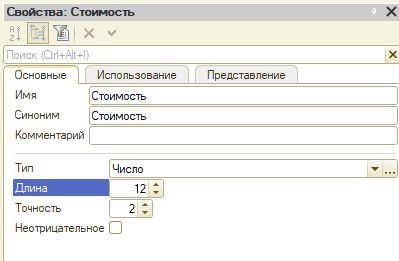 Свойства: Стоимость
Поиск (Ctrl+Alt+I)
Основные Использование Представление
Имя Стоимость
Синоним Стоимость
Комментарий
Тип Число ...
Длина 12
Точность 2
Неотрицательное